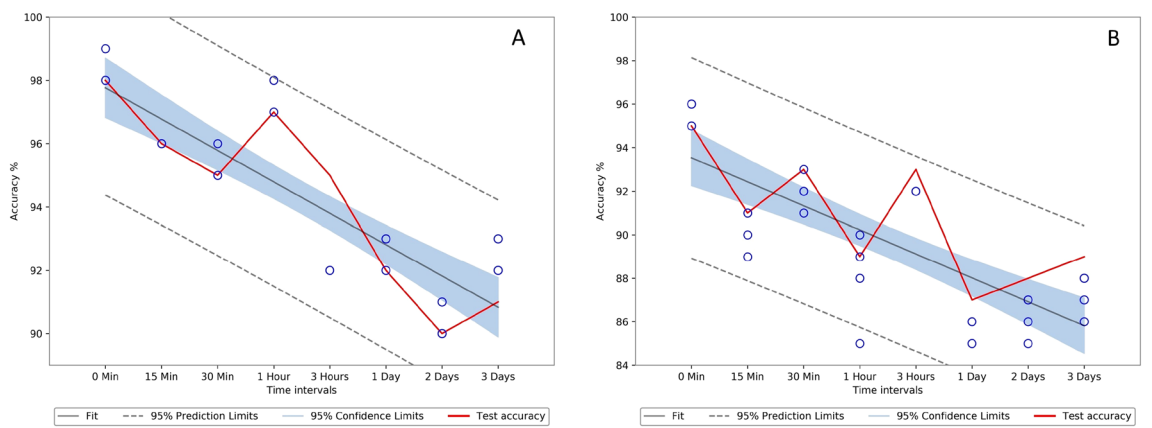 A
Accuracy %
100
98
96
94
92
90
0 Min 15 Min 30 Min 1 Hour 3 Hours 1 Day 2 Days 3 Days
Time intervals
Fit 95% Prediction Limits 95% Confidence Limits Test accuracy
B
Accuracy %
100
98
96
94
92
90
88
86
84
0 Min 15 Min 30 Min 1 Hour 3 Hours 1 Day 2 Days 3 Days
Time intervals
Fit 95% Prediction Limits 95% Confidence Limits Test accuracy